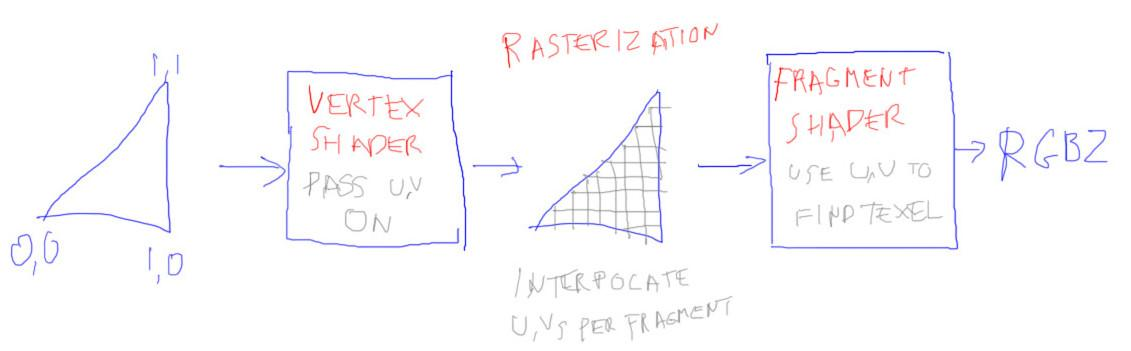 1,1
0,0
1,0
VERTEX
SHADER
PASS U,V
ON
RASTERIZATION
INTERPOLATE
U,Vs PER FRAGMENT
FRAGMENT
SHADER
USE U,V TO
FIND TEXEL
RGBZ